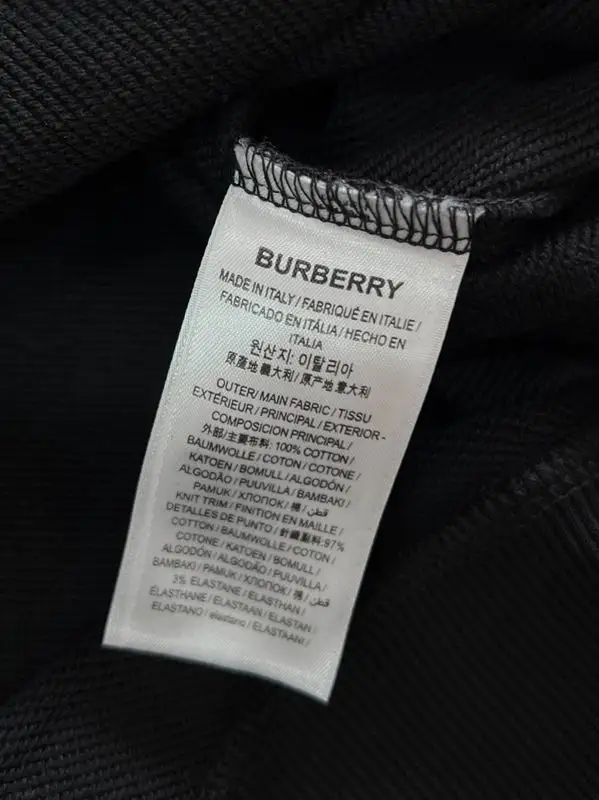 BURBERRY
MADE IN ITALY / FABRIQUÉ EN ITALIE /
FABRICADO EN ITÁLIA / HECHO EN
ITALIA
원산지: 이탈리아
原產地義大利 / 原产地意大利
OUTER/ MAIN FABRIC / TISSU
EXTÉRIEUR / PRINCIPAL / EXTERIOR -
COMPOSICION PRINCIPAL /
外部/主要布料: 100% COTTON /
BAUMWOLLE / COTON / COTONE /
KATOEN / BOMULL / ALGODÓN /
ALGODÃO / PUUVILLA / BAMBAKI /
PAMUK / ХЛОПОК / 棉 / قطن /
KNIT TRIM / FINITION EN MAILLE /
DETALLES DE PUNTO / 針織副料: 97%
COTTON / BAUMWOLLE / COTON /
COTONE / KATOEN / BOMULL /
ALGODÓN / ALGODÃO / PUUVILLA /
BAMBAKI / PAMUK / ХЛОПОК / 棉 / قطن /
3% ELASTANE / ELASTHAN /
ÉLASTHANE / ELASTAAN / ELASTAN /
ELASTANO / elastano / ELASTAANI /